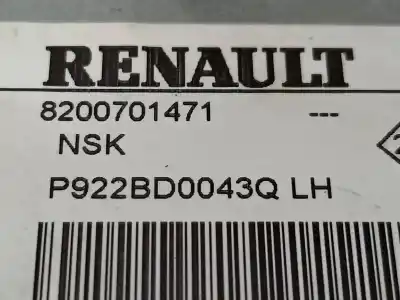 RENAULT
8200701471 ---
NSK
P922BD0043Q LH